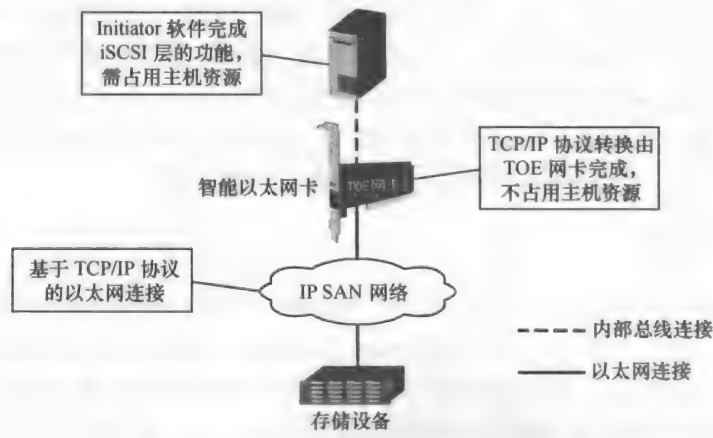 Initiator 软件完成
iSCSI 层的功能,
需占用主机资源
TCP/IP 协议转换由
TOE 网卡完成,
不占用主机资源
TOE网卡
智能以太网卡
基于 TCP/IP 协议
的以太网连接
IP SAN 网络
内部总线连接
以太网连接
存储设备